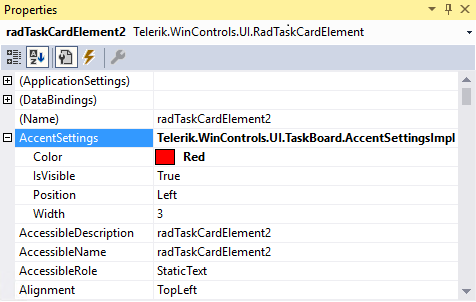 Properties
radTaskCardElement2 Telerik.WinControls.UI.RadTaskCardElement
(ApplicationSettings)
(DataBindings)
(Name) radTaskCardElement2
AccentSettings Telerik.WinControls.UI.TaskBoard.AccentSettingsImpl
Color Red
IsVisible True
Position Left
Width 3
AccessibleDescription radTaskCardElement2
AccessibleName radTaskCardElement2
AccessibleRole StaticText
Alignment TopLeft